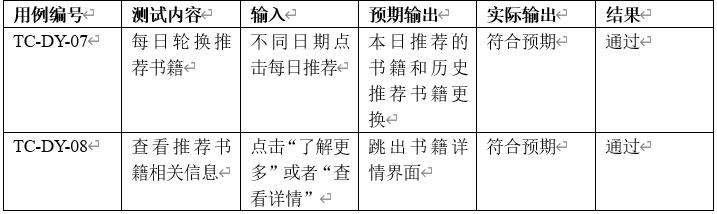 用例编号 测试内容 输入 预期输出 实际输出 结果
TC-DY-07 每日轮换推 不同日期点 本日推荐的 符合预期 通过
荐书籍 击每日推荐 书籍和历史
推荐书籍更
换
TC-DY-08 查看推荐书 点击“了解更 跳出书籍详 符合预期 通过
籍相关信息 多”或者“查 情界面
看详情”